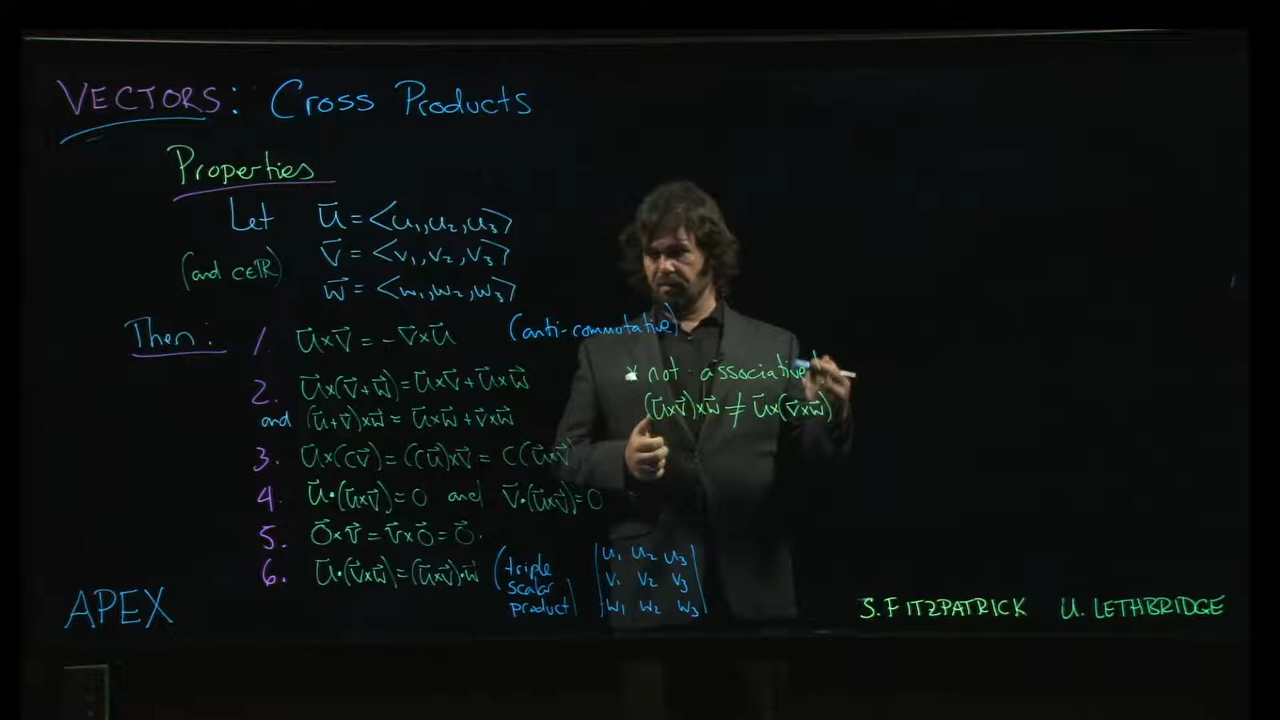 VECTORS: Cross Products
Properties
Let u⃗ = <u₁, u₂, u₃>
(and c∈ℝ) v⃗ = <v₁, v₂, v₃>
w⃗ = <w₁, w₂, w₃>
Then: 1. u⃗×v⃗ = -v⃗×u⃗ (anti-commutative)
2. u⃗×(v⃗+w⃗) = u⃗×v⃗ + u⃗×w⃗
and (u⃗+v⃗)×w⃗ = u⃗×w⃗ + v⃗×w⃗
* not associative!
(u⃗×v⃗)×w⃗ ≠ u⃗×(v⃗×w⃗)
3. u⃗×(cv⃗) = (cu⃗)×v⃗ = c(u⃗×v⃗)
4. u⃗•(u⃗×v⃗) = 0 and v⃗•(u⃗×v⃗) = 0
5. 0⃗×v⃗ = v⃗×0⃗ = 0⃗.
6. u⃗•(v⃗×w⃗) = (u⃗×v⃗)•w⃗
(triple
scalar
product)
| u₁ u₂ u₃ |
| v₁ v₂ v₃ |
| w₁ w₂ w₃ |
APEX
S. FITZPATRICK U. LETHBRIDGE